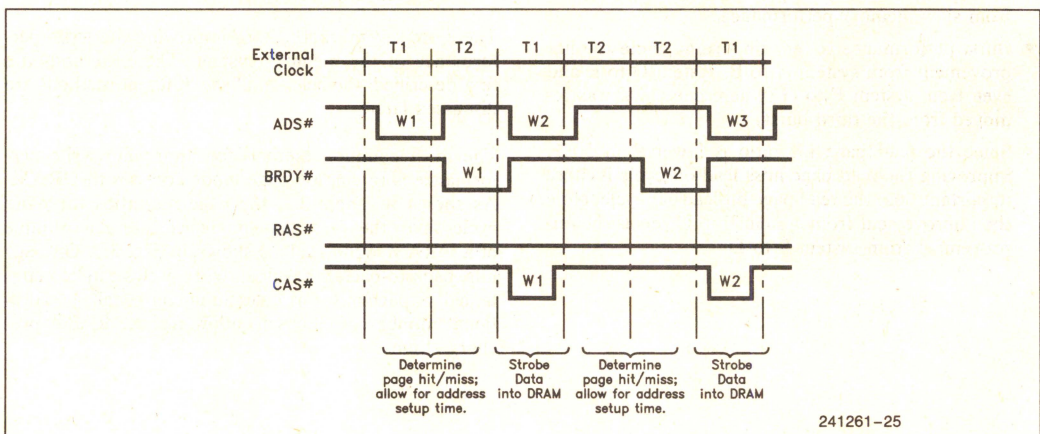 T1 T2 T1 T2 T2 T1
External
Clock
ADS# W1 W2 W3
BRDY# W1 W2
RAS#
CAS# W1 W2
Determine
page hit/miss;
allow for address
setup time.
Strobe
Data
into DRAM
Determine
page hit/miss;
allow for address
setup time.
Strobe
Data
into DRAM
241261-25